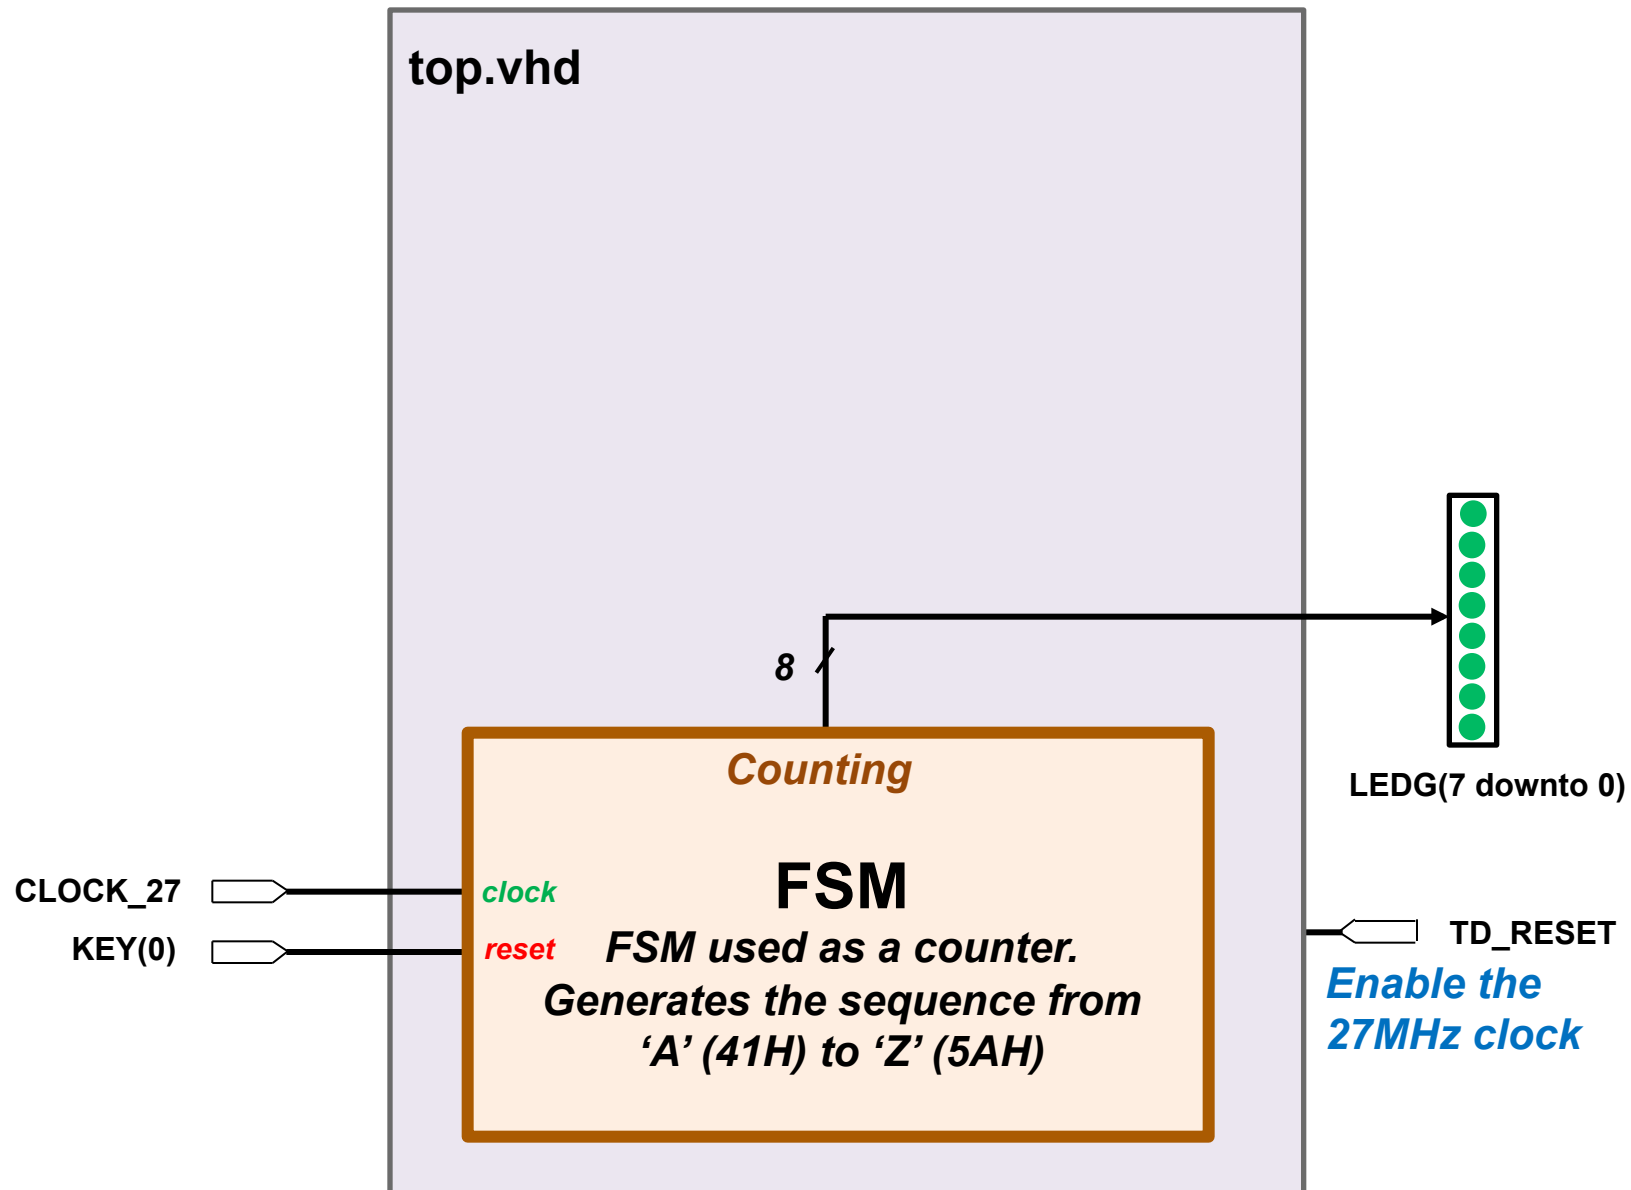 top.vhd
8
LEDG(7 downto 0)
Counting
FSM
CLOCK_27
clock
KEY(0)
reset
FSM used as a counter.
Generates the sequence from
‘A’ (41H) to ‘Z’ (5AH)
TD_RESET
Enable the
27MHz clock